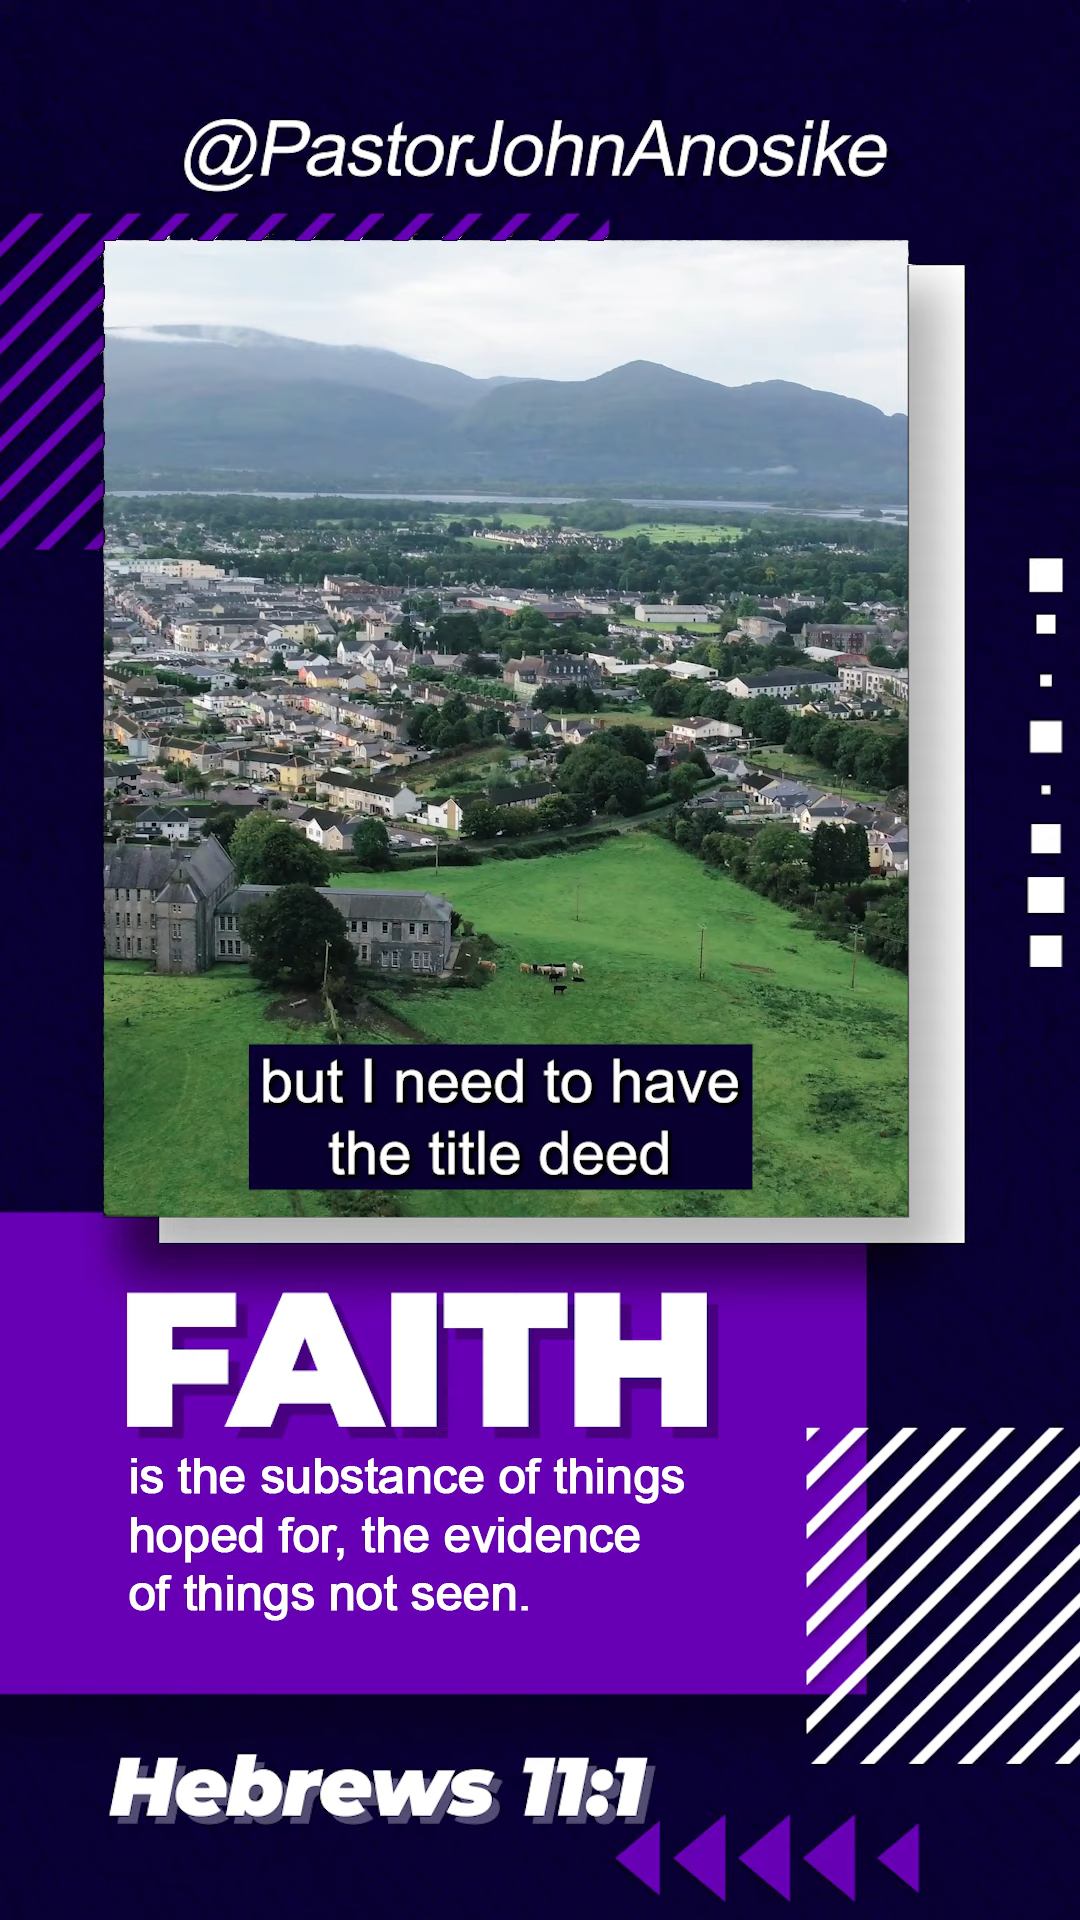 @PastorJohnAnosike
but I need to have
the title deed
FAITH
is the substance of things
hoped for, the evidence
of things not seen.
Hebrews 11:1